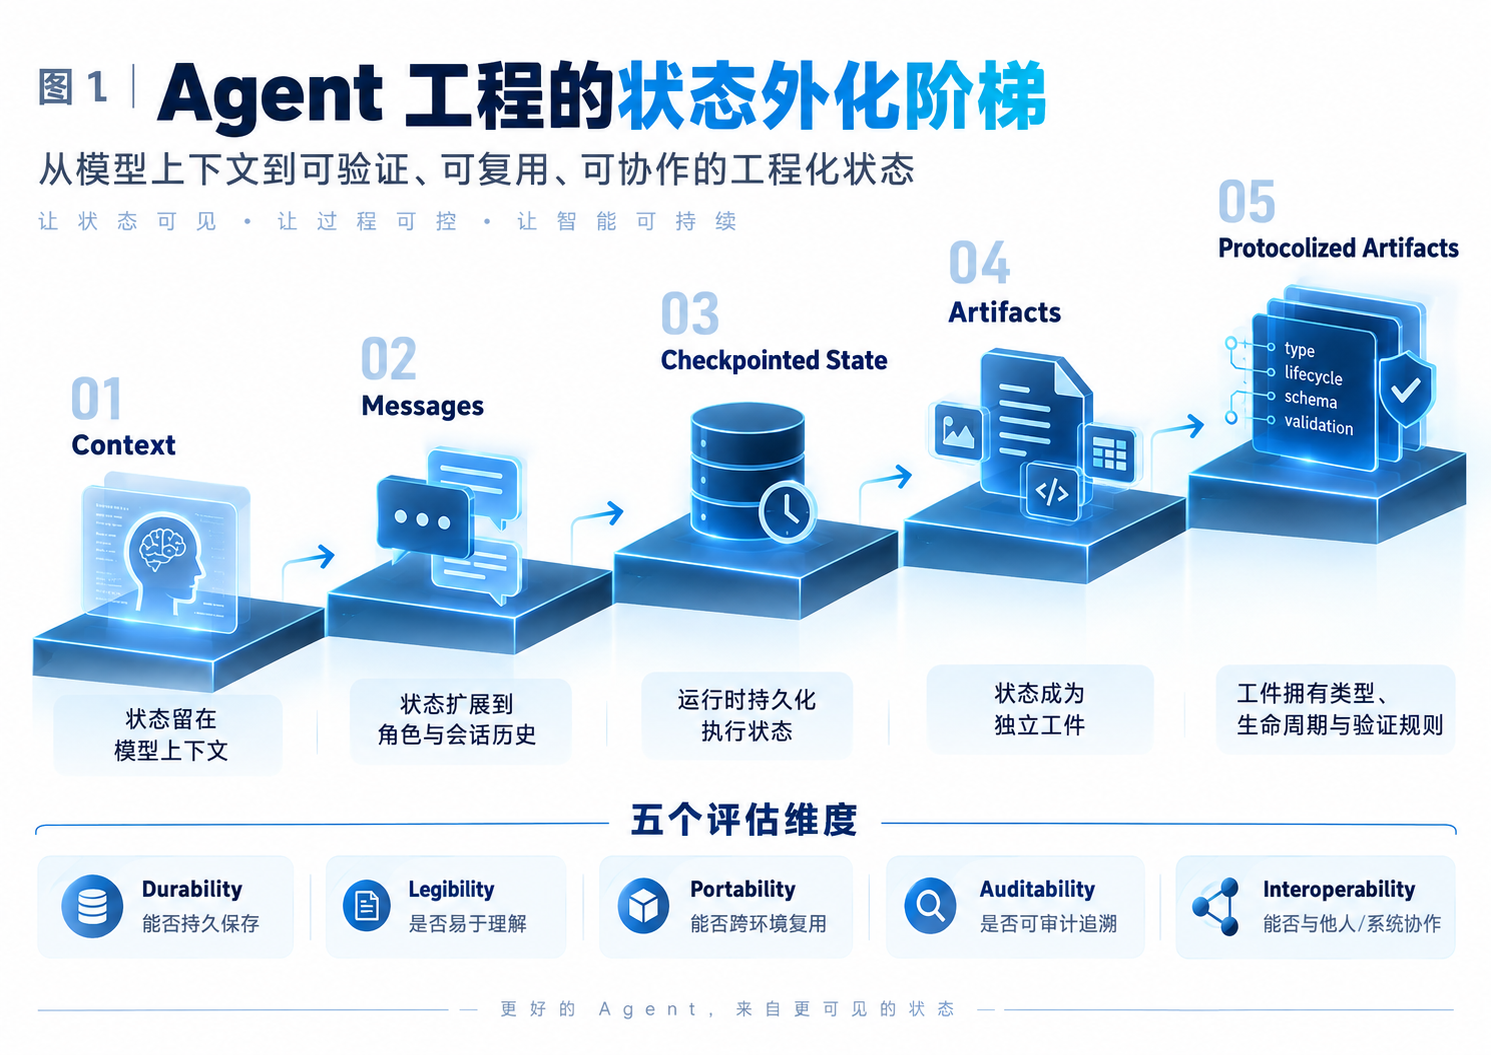 图 1
Agent 工程的状态外化阶梯
从模型上下文到可验证、可复用、可协作的工程化状态
让状态可见 • 让过程可控 • 让智能可持续
01
Context
状态留在
模型上下文
02
Messages
状态扩展到
角色与会话历史
03
Checkpointed State
运行时持久化
执行状态
04
Artifacts
</>
状态成为
独立工件
05
Protocolized Artifacts
type
lifecycle
schema
validation
工件拥有类型、
生命周期与验证规则
五个评估维度
Durability
能否持久保存
Legibility
是否易于理解
Portability
能否跨环境复用
Auditability
是否可审计追溯
Interoperability
能否与他人/系统协作
更好的 Agent, 来自更可见的状态